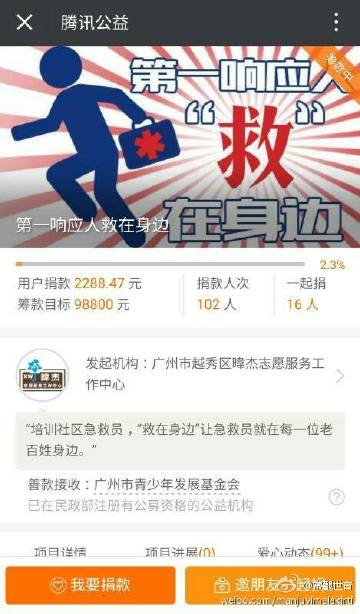 腾讯公益
筹款中
第一响应人
“救”
在身边
第一响应人救在身边
2.3%
用户捐款 2288.47 元
捐款人次
一起捐
筹款目标 98800 元
102 人
16 人
发起机构：广州市越秀区暐杰志愿服务工
作中心
暐杰
“培训社区急救员，“救在身边”让急救员就在每一位老
百姓身边。”
善款接收：广州市青少年发展基金会
已在民政部注册有公募资格的公益机构
项目详情
项目进展(0)
爱心动态(99+)
我要捐款
邀朋友一起捐